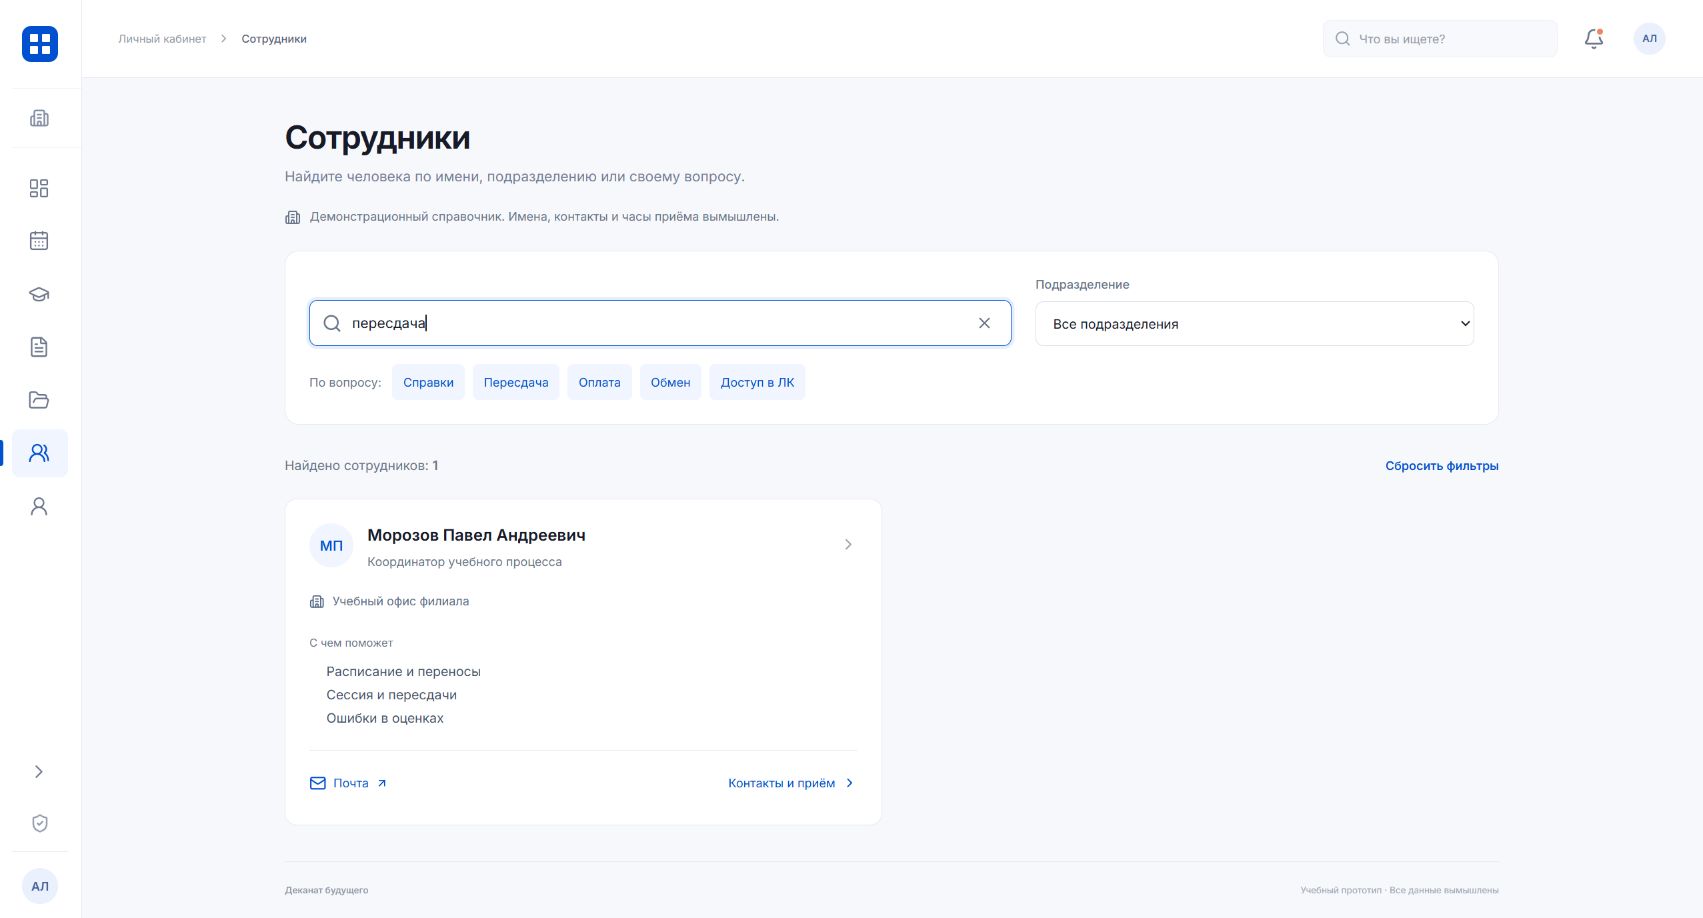 Личный кабинет > Сотрудники
Что вы ищете?
АЛ
Сотрудники
Найдите человека по имени, подразделению или своему вопросу.
Демонстрационный справочник. Имена, контакты и часы приёма вымышлены.
Подразделение
пересдача
Все подразделения
По вопросу: Справки Пересдача Оплата Обмен Доступ в ЛК
Найдено сотрудников: 1
Сбросить фильтры
МП
Морозов Павел Андреевич
Координатор учебного процесса
Учебный офис филиала
С чем поможет
Расписание и переносы
Сессия и пересдачи
Ошибки в оценках
Почта
Контакты и приём
АЛ
Деканат будущего
Учебный прототип · Все данные вымышлены